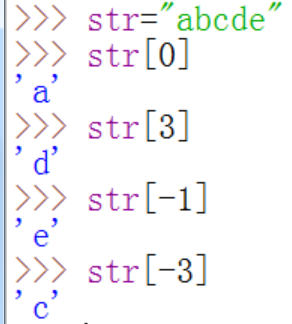 >>> str="abcde"
>>> str[0]
'a'
>>> str[3]
'd'
>>> str[-1]
'e'
>>> str[-3]
'c'